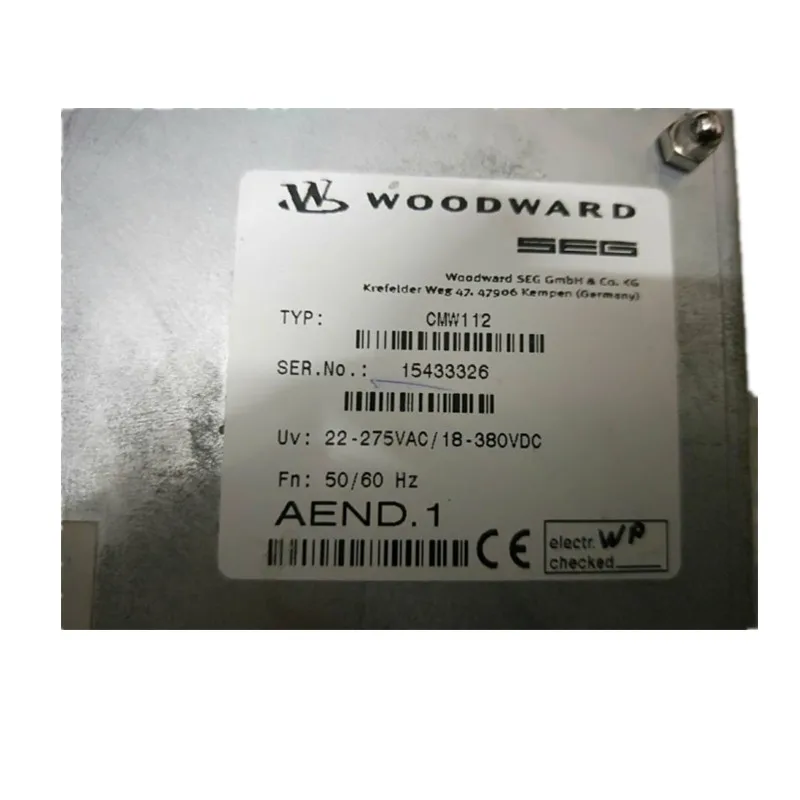 WOODWARD
SEG
Woodward SEG GmbH & Co. KG
Krefelder Weg 47, 47906 Kempen (Germany)
TYP: CMW112
SER.No.: 15433326
Uv: 22-275VAC/18-380VDC
Fn: 50/60 Hz
AEND.1
CE
electr. WP
checked